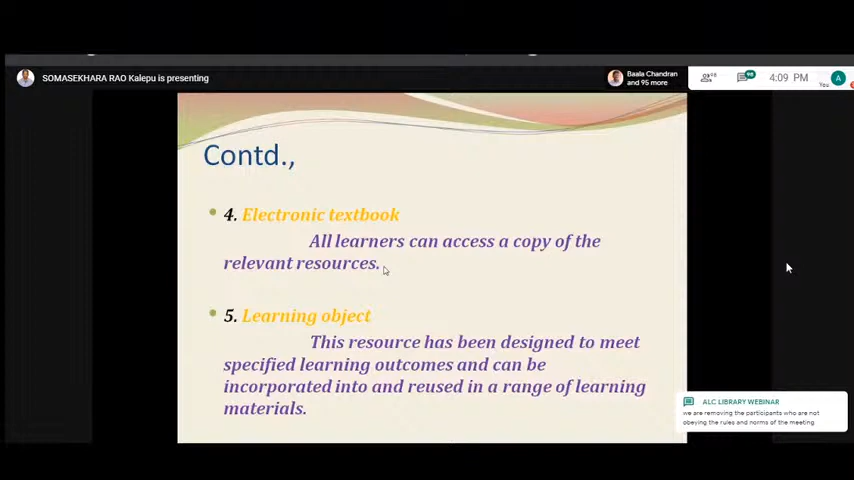 SOMASEKHARA RAO Kalepu is presenting
Baala Chandran
and 95 more
98
4:09 PM
A
You
Contd.,
4. Electronic textbook
All learners can access a copy of the
relevant resources.
5. Learning object
This resource has been designed to meet
specified learning outcomes and can be
incorporated into and reused in a range of learning
materials.
ALC LIBRARY WEBINAR
we are removing the participants who are not
obeying the rules and norms of the meeting